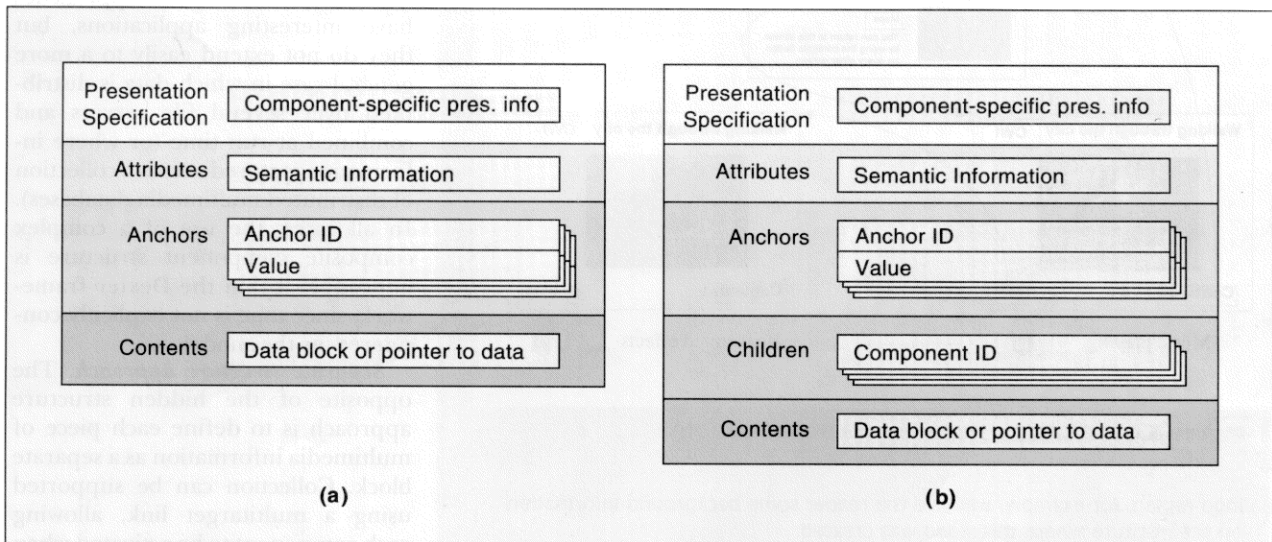 Presentation
Specification
Component-specific pres. info
Attributes
Semantic Information
Anchors
Anchor ID
Value
Contents
Data block or pointer to data
(a)
Presentation
Specification
Component-specific pres. info
Attributes
Semantic Information
Anchors
Anchor ID
Value
Children
Component ID
Contents
Data block or pointer to data
(b)